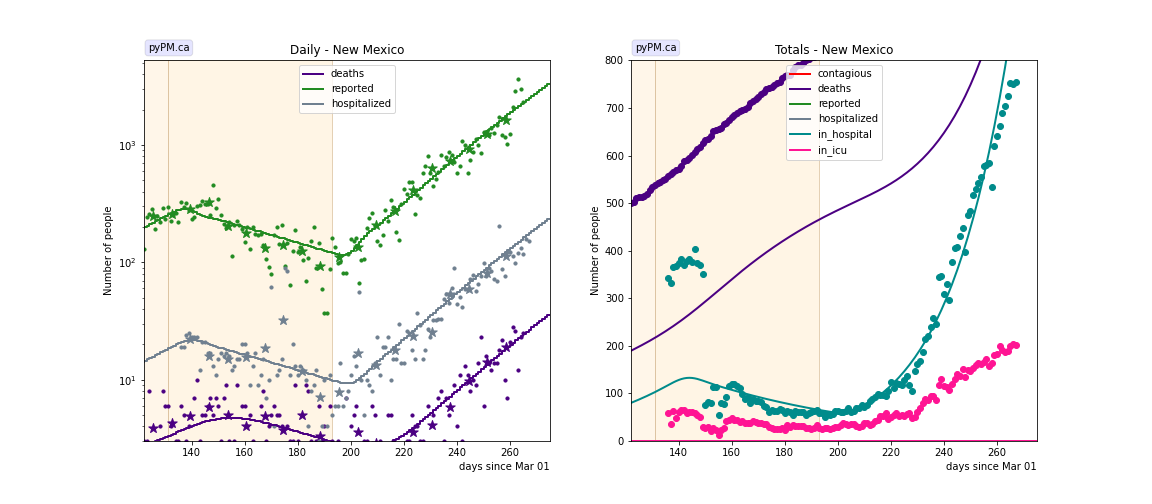 pyPM.ca
Daily - New Mexico
deaths
reported
hospitalized
Number of people
10³
10²
10¹
122 140 160 180 200 220 240 260
days since Mar 01
pyPM.ca
Totals - New Mexico
contagious
deaths
reported
hospitalized
in_hospital
in_icu
Number of people
800
700
600
500
400
300
200
100
0
140 160 180 200 220 240 260
days since Mar 01